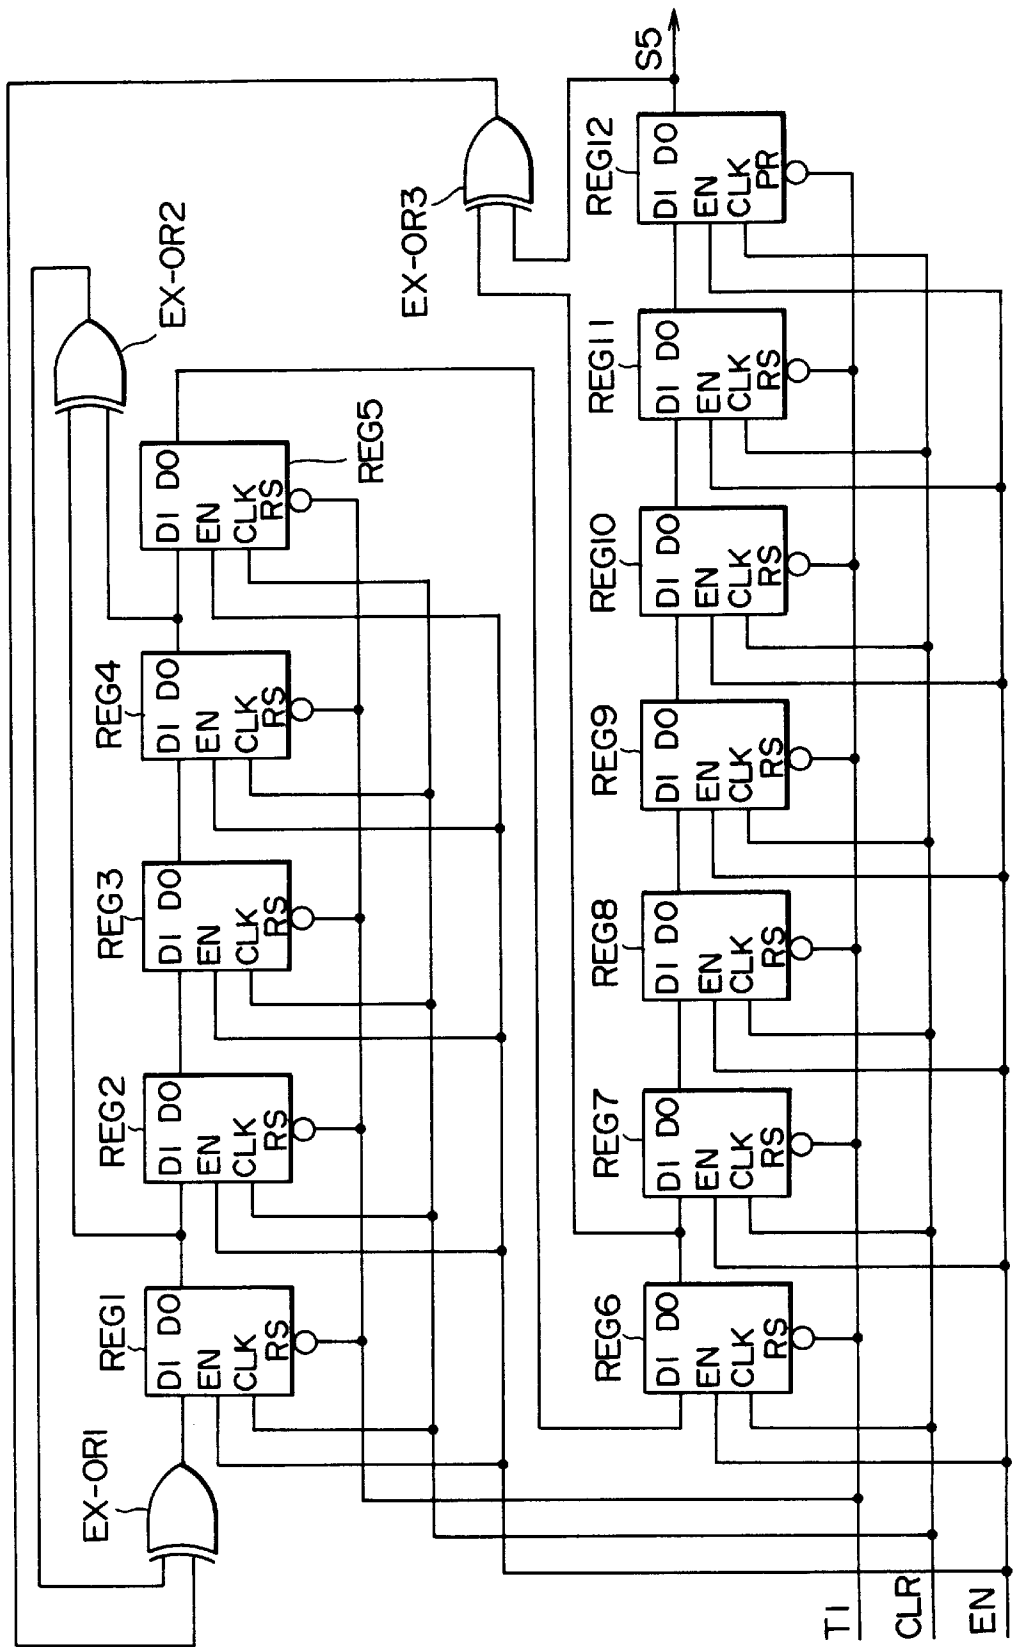 EX-OR1
REG1
DI DO
EN
CLK
RS
REG2
DI DO
EN
CLK
RS
REG3
DI DO
EN
CLK
RS
REG4
DI DO
EN
CLK
RS
REG5
DI DO
EN
CLK
RS
EX-OR2
EX-OR3
REG6
DI DO
EN
CLK
RS
REG7
DI DO
EN
CLK
RS
REG8
DI DO
EN
CLK
RS
REG9
DI DO
EN
CLK
RS
REG10
DI DO
EN
CLK
RS
REG11
DI DO
EN
CLK
RS
REG12
DI DO
EN
CLK
PR
S5
T1
CLR
EN